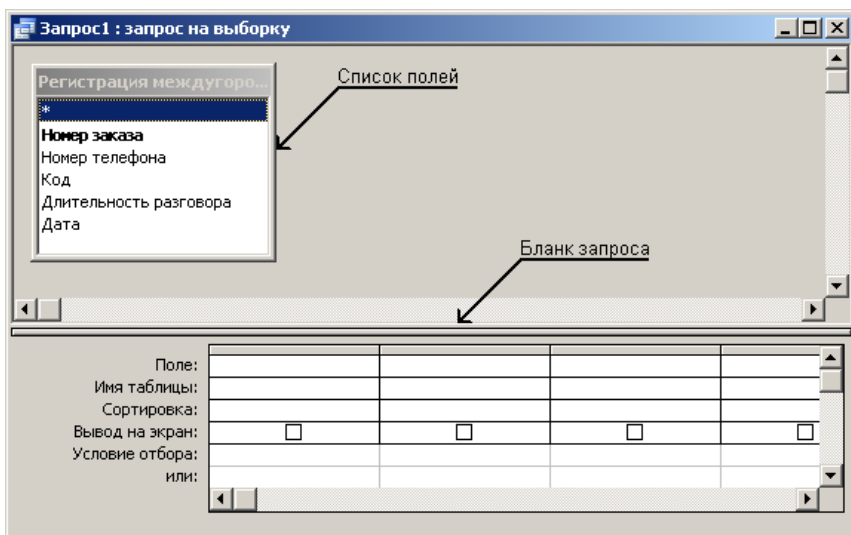 Запрос1 : запрос на выборку
Регистрация междугоро...
Список полей
*
Номер заказа
Номер телефона
Код
Длительность разговора
Дата
Бланк запроса
Поле:
Имя таблицы:
Сортировка:
Вывод на экран:
Условие отбора:
или: